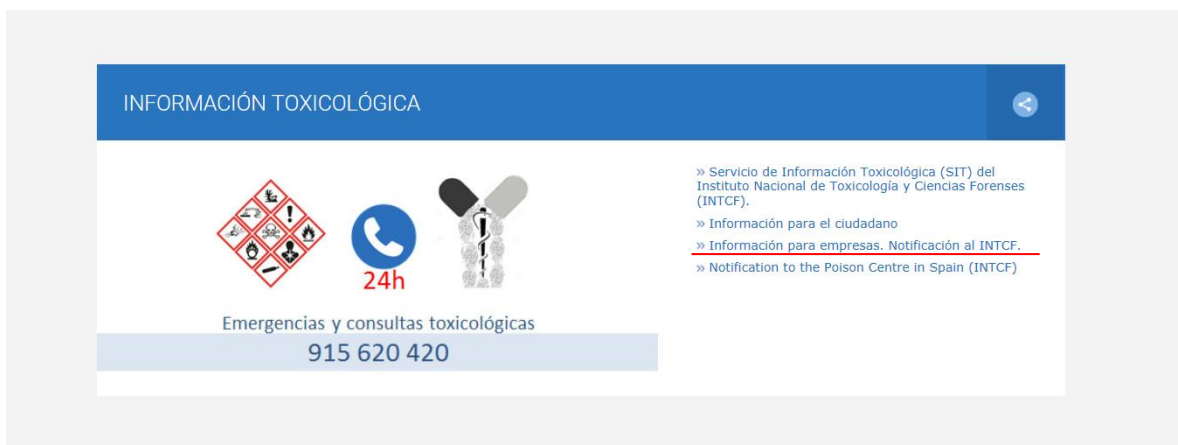 INFORMACIÓN TOXICOLÓGICA
24h
Emergencias y consultas toxicológicas
915 620 420
» Servicio de Información Toxicológica (SIT) del
Instituto Nacional de Toxicología y Ciencias Forenses
(INTCF).
» Información para el ciudadano
» Información para empresas. Notificación al INTCF.
» Notification to the Poison Centre in Spain (INTCF)